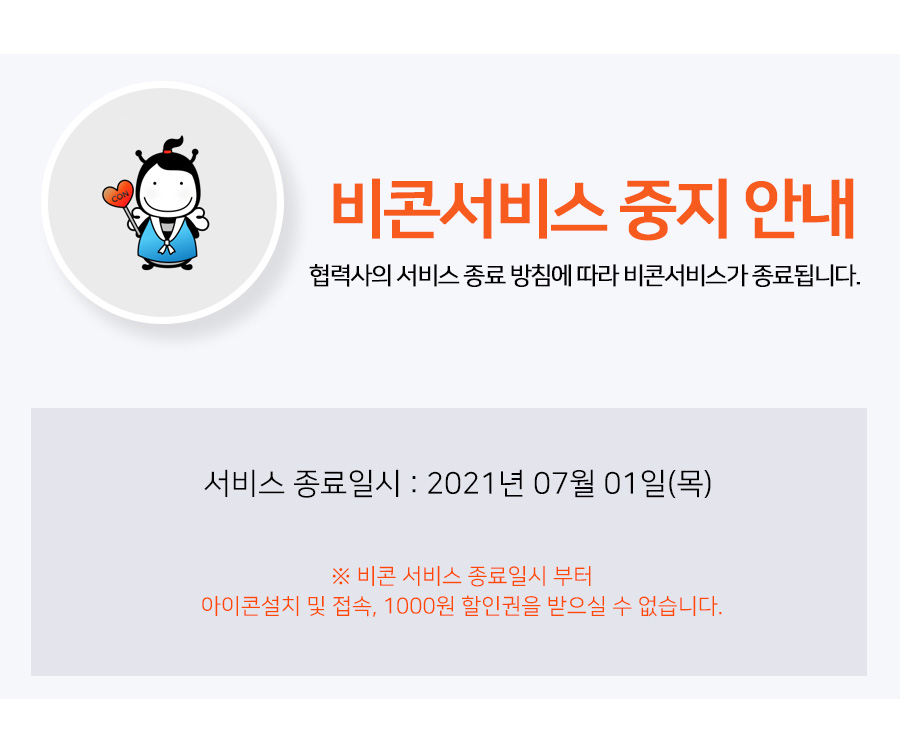 CON
비콘서비스 중지 안내
협력사의 서비스 종료 방침에 따라 비콘서비스가 종료됩니다.
서비스 종료일시 : 2021년 07월 01일(목)
※ 비콘 서비스 종료일시 부터
아이콘설치 및 접속, 1000원 할인권을 받으실 수 없습니다.